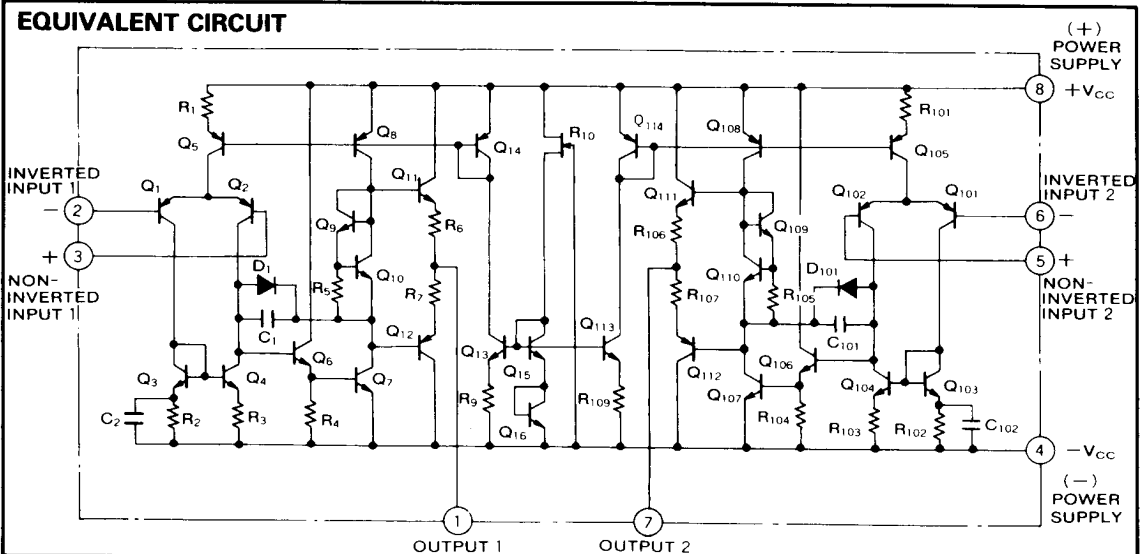 EQUIVALENT CIRCUIT
(+)
POWER
SUPPLY
8 +VCC
R1
Q5
Q8
Q14
R10
Q114
Q108
R101
Q105
INVERTED
INPUT 1
− 2
Q1
Q2
Q11
Q9
R6
Q111
R106
Q109
Q102
Q101
INVERTED
INPUT 2
6 −
+ 3
NON-
INVERTED
INPUT 1
5 +
NON-
INVERTED
INPUT 2
D1
Q10
R5
R7
C1
Q12
Q110
R105
R107
D101
C101
Q3
Q4
Q6
Q7
Q13
Q15
Q113
Q112
Q106
Q107
Q104
Q103
C2
R2
R3
R4
R9
Q16
R109
R104
R103
R102
C102
4 −VCC
(−)
POWER
SUPPLY
1
OUTPUT 1
7
OUTPUT 2